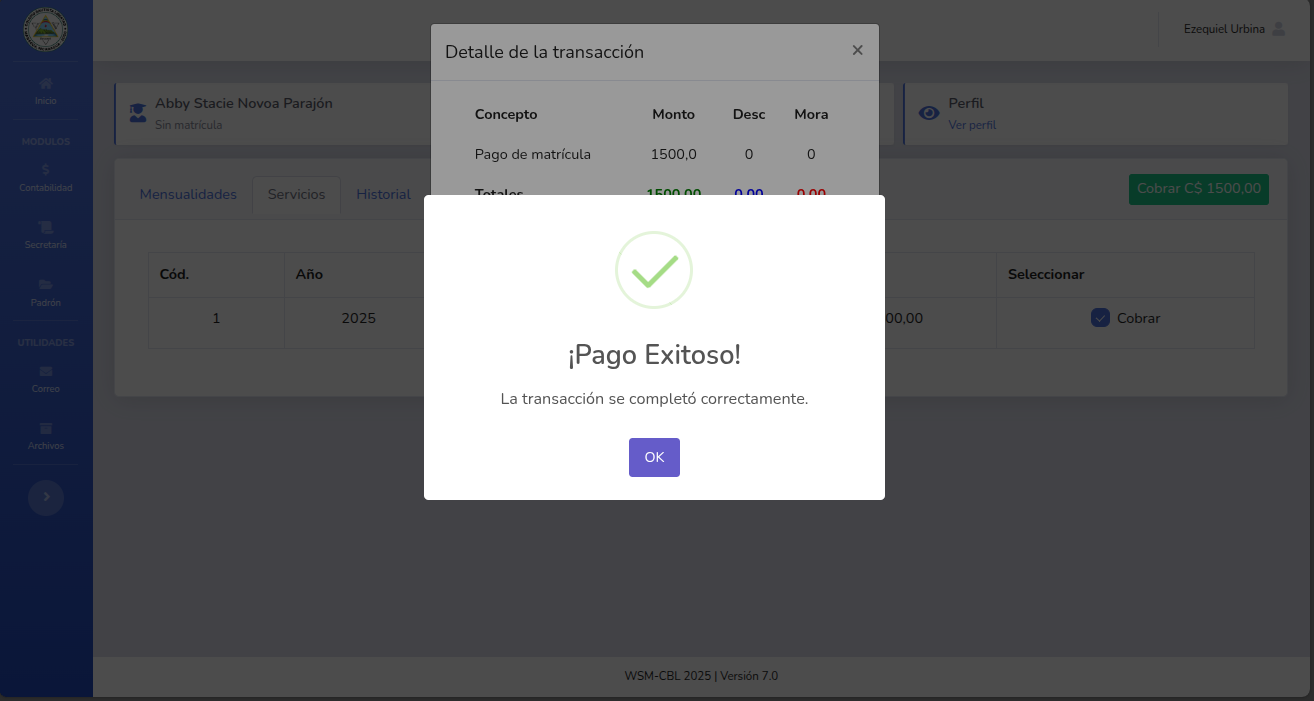 Ezequiel Urbina
Inicio
MODULOS
Contabilidad
Secretaría
Padrón
UTILIDADES
Correo
Archivos
Abby Stacie Novoa Parajón
Sin matrícula
Perfil
Ver perfil
Mensualidades Servicios Historial
Cobrar C$ 1500,00
Cód. Año Seleccionar
1 2025 00,00 Cobrar
Detalle de la transacción
Concepto Monto Desc Mora
Pago de matrícula 1500,0 0 0
Totales 1500,00 0,00 0,00
¡Pago Exitoso!
La transacción se completó correctamente.
OK
WSM-CBL 2025 | Versión 7.0